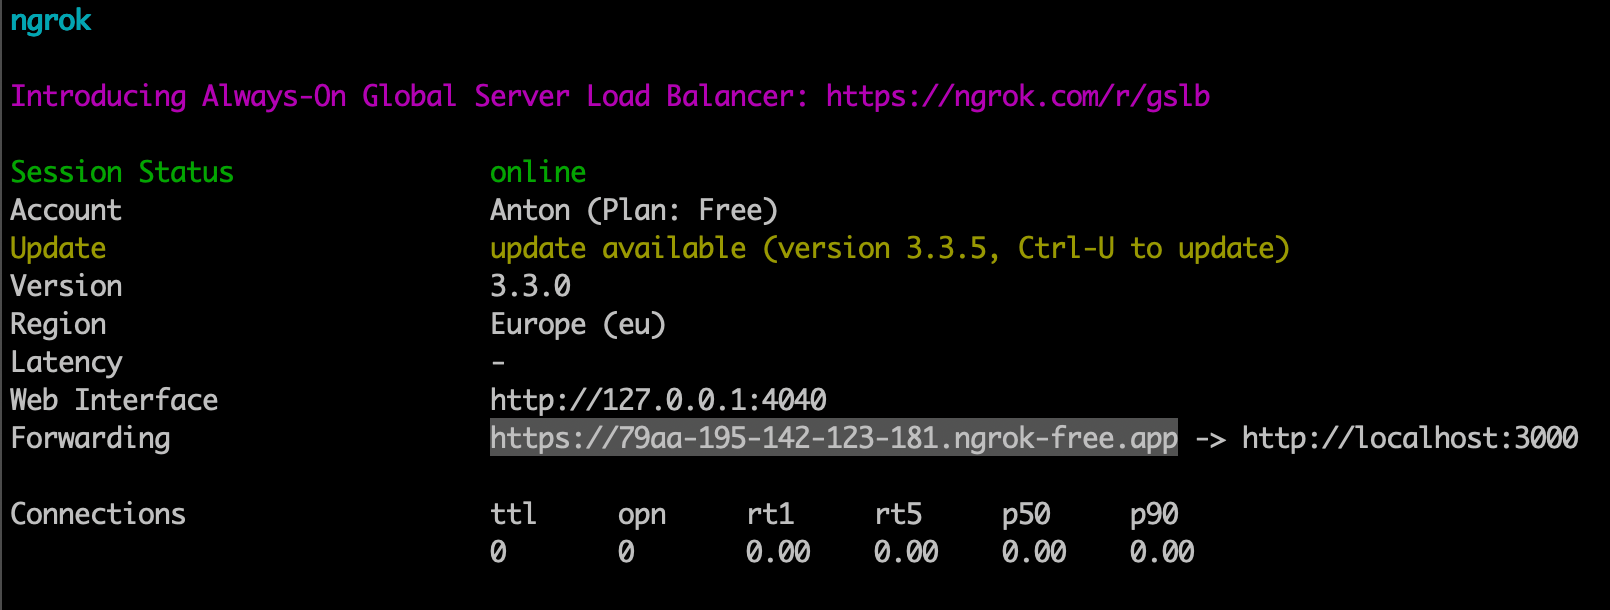 ngrok
Introducing Always-On Global Server Load Balancer: https://ngrok.com/r/gslb
Session Status online
Account Anton (Plan: Free)
Update update available (version 3.3.5, Ctrl-U to update)
Version 3.3.0
Region Europe (eu)
Latency -
Web Interface http://127.0.0.1:4040
Forwarding https://79aa-195-142-123-181.ngrok-free.app -> http://localhost:3000
Connections ttl opn rt1 rt5 p50 p90
0 0 0.00 0.00 0.00 0.00